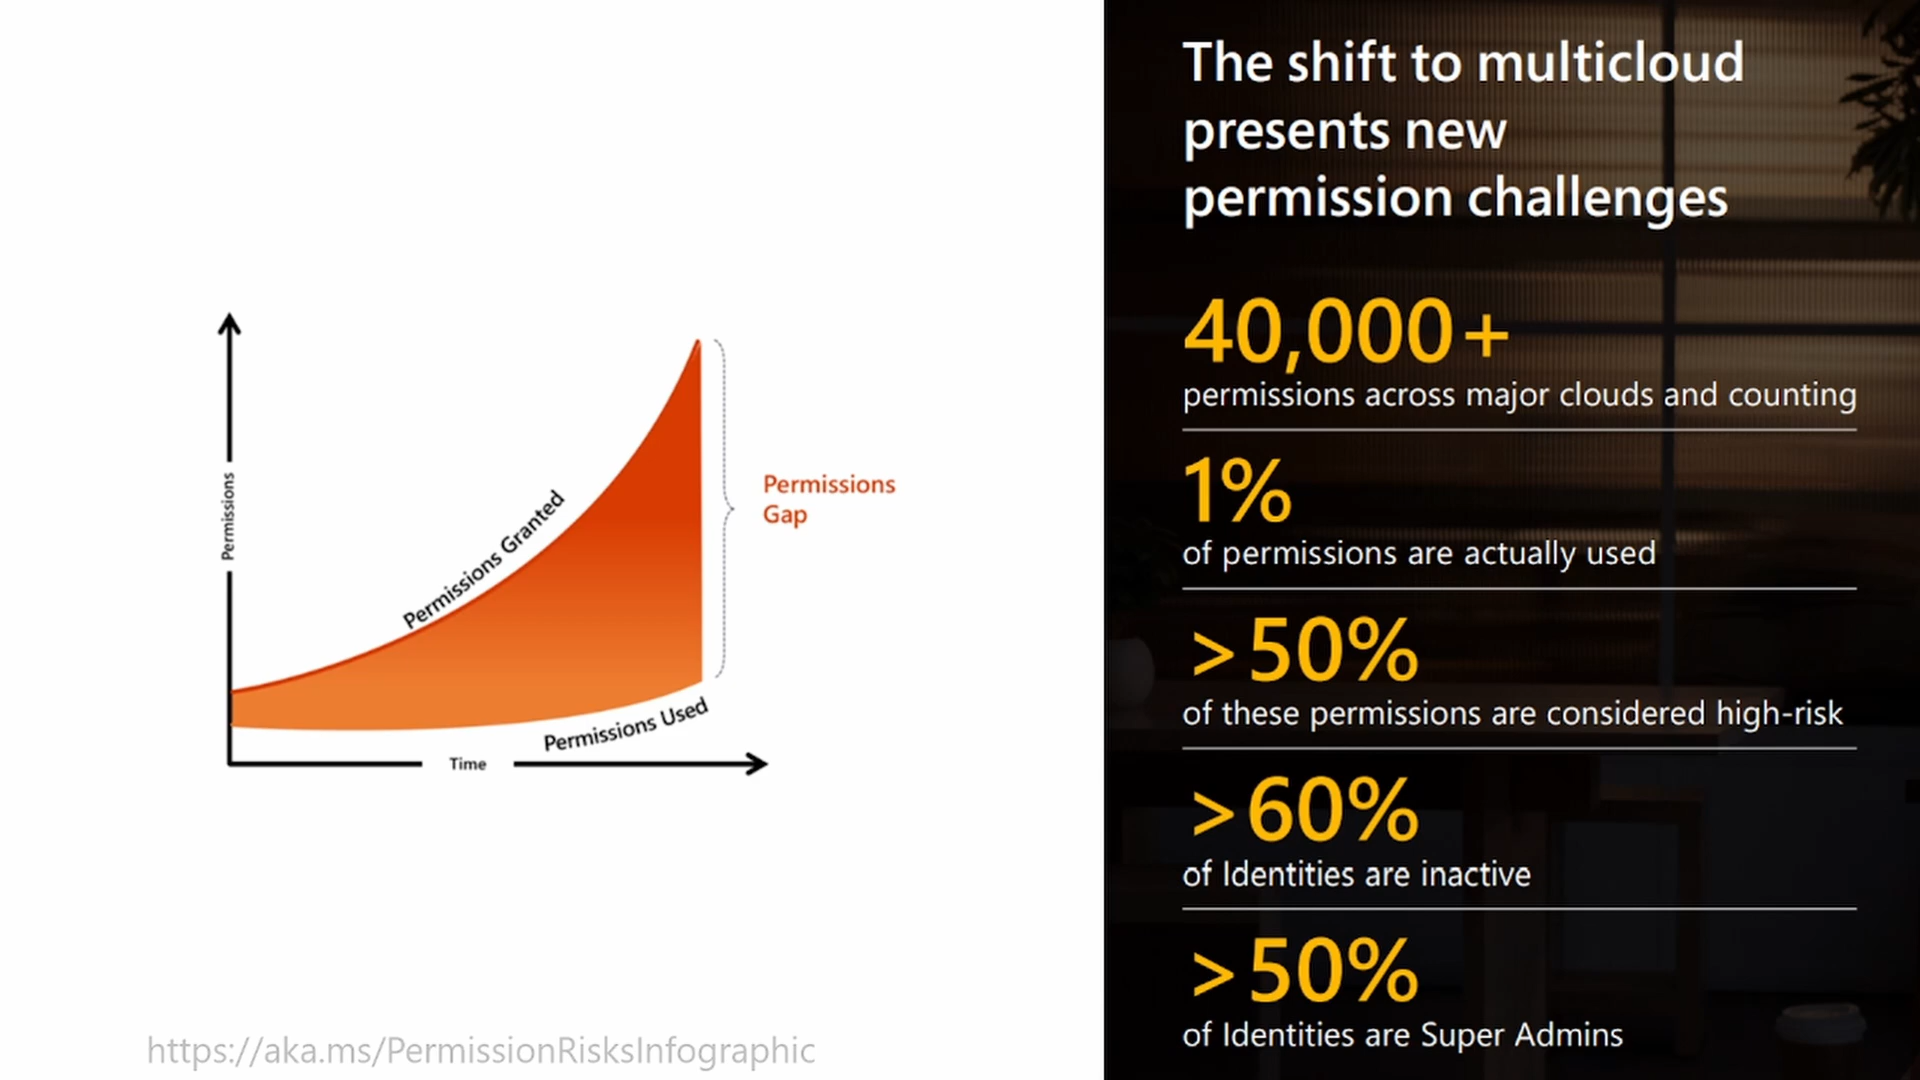 The shift to multicloud
presents new
permission challenges
40,000+
permissions across major clouds and counting
1%
of permissions are actually used
>50%
of these permissions are considered high-risk
>60%
of Identities are inactive
>50%
of Identities are Super Admins
Permissions
Permissions Granted
Permissions
Gap
Permissions Used
Time
https://aka.ms/PermissionRisksInfographic